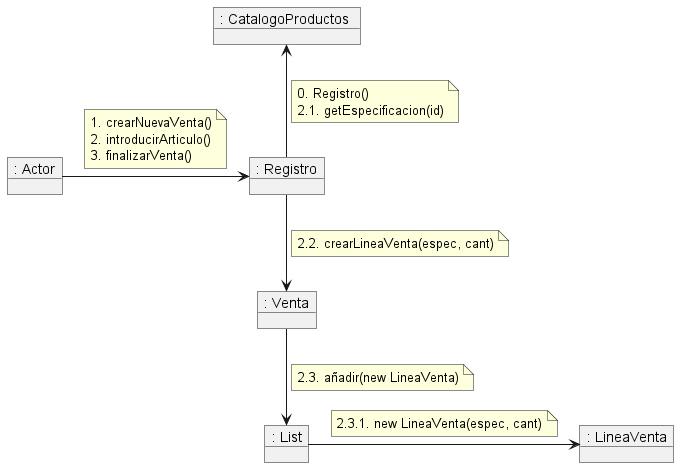 : CatalogoProductos
0. Registro()
2.1. getEspecificacion(id)
1. crearNuevaVenta()
2. introducirArticulo()
3. finalizarVenta()
: Actor
: Registro
2.2. crearLineaVenta(espec, cant)
: Venta
2.3. añadir(new LineaVenta)
2.3.1. new LineaVenta(espec, cant)
: List
: LineaVenta